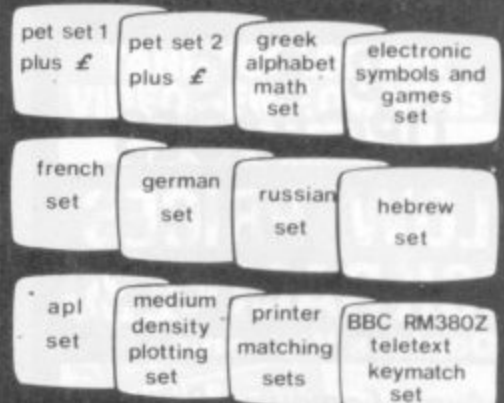 pet set 1
plus £
pet set 2
plus £
greek
alphabet
math
set
electronic
symbols and
games
set
french
set
german
set
russian
set
hebrew
set
apl
set
medium
density
plotting
set
printer
matching
sets
BBC RM380Z
teletext
keymatch
set